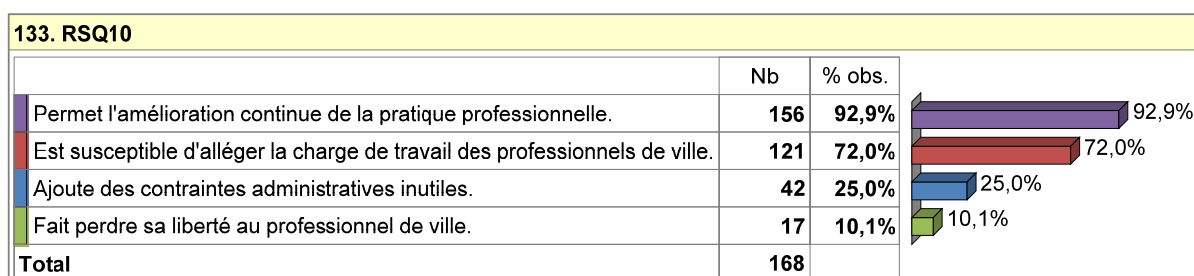 133. RSQ10
Nb % obs.
Permet l'amélioration continue de la pratique professionnelle. 156 92,9% 92,9%
Est susceptible d'alléger la charge de travail des professionnels de ville. 121 72,0% 72,0%
Ajoute des contraintes administratives inutiles. 42 25,0% 25,0%
Fait perdre sa liberté au professionnel de ville. 17 10,1% 10,1%
Total 168